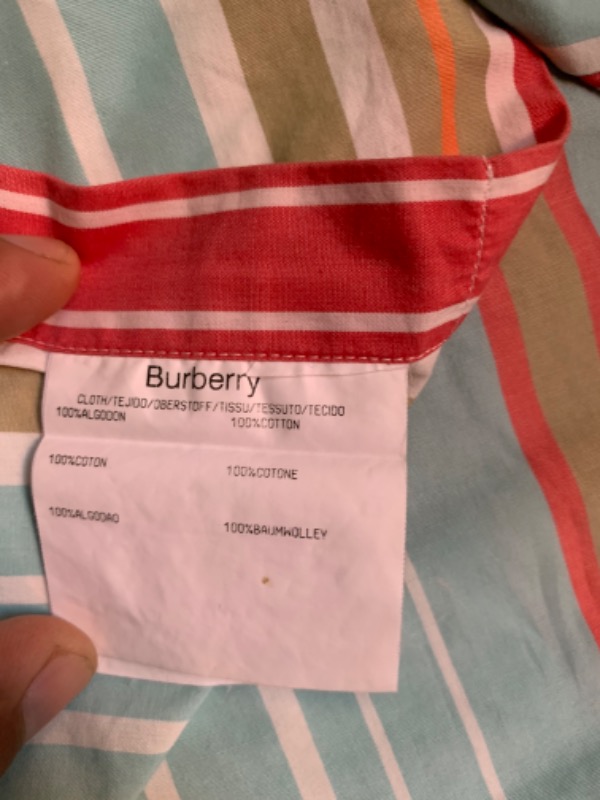 Burberry
CLOTH/TEJIDO/OBERSTOFF/TISSU/TESSUTO/TECIDO
100%ALGODON 100%COTTON
100%COTON 100%COTONE
100%ALGODAO 100%BAUMWOLLEY